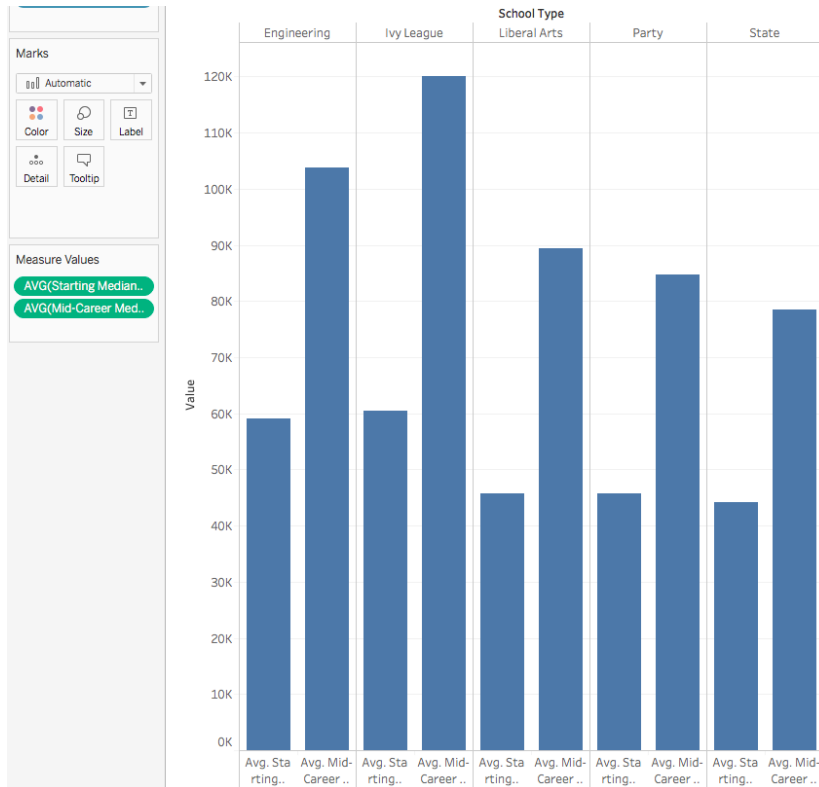 Marks
Automatic
Color
Size
Label
Detail
Tooltip
Measure Values
AVG(Starting Median..
AVG(Mid-Career Med..
School Type
Engineering
Ivy League
Liberal Arts
Party
State
Value
120K
110K
100K
90K
80K
70K
60K
50K
40K
30K
20K
10K
0K
Avg. Sta
rting..
Avg. Mid-
Career ..
Avg. Sta
rting..
Avg. Mid-
Career ..
Avg. Sta
rting..
Avg. Mid-
Career ..
Avg. Sta
rting..
Avg. Mid-
Career ..
Avg. Sta
rting..
Avg. Mid-
Career ..